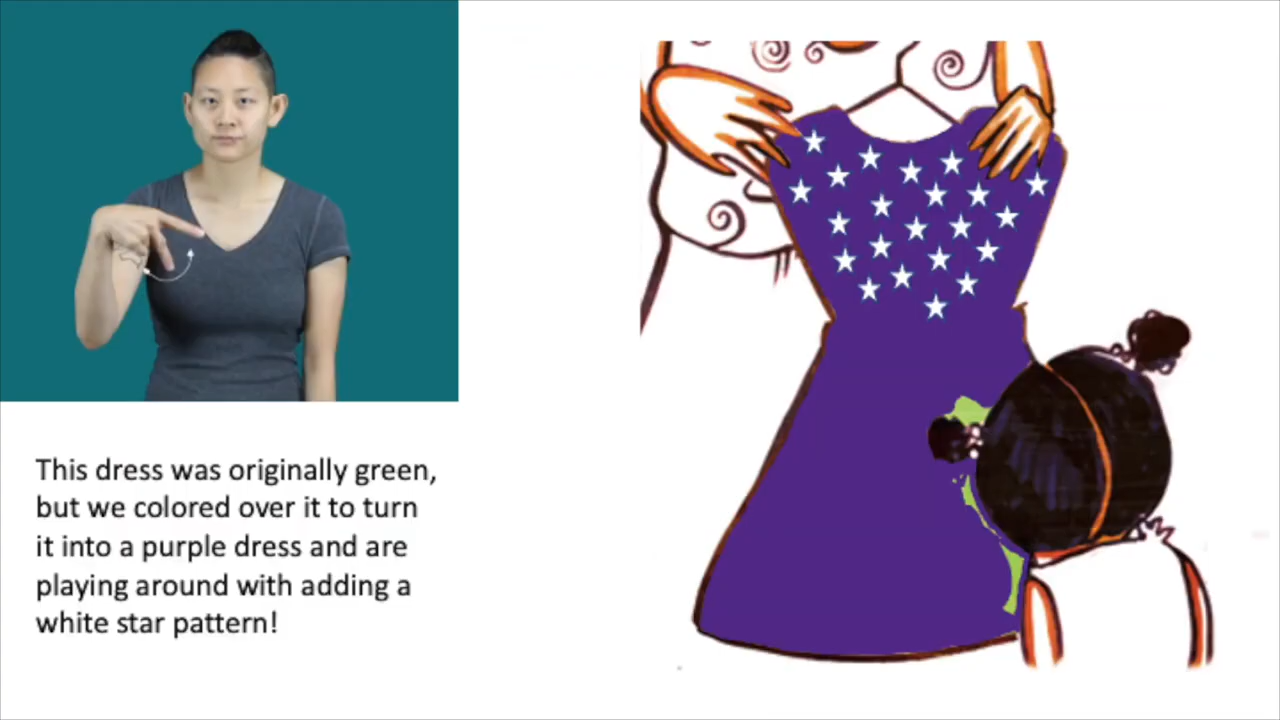 This dress was originally green,
but we colored over it to turn
it into a purple dress and are
playing around with adding a
white star pattern!